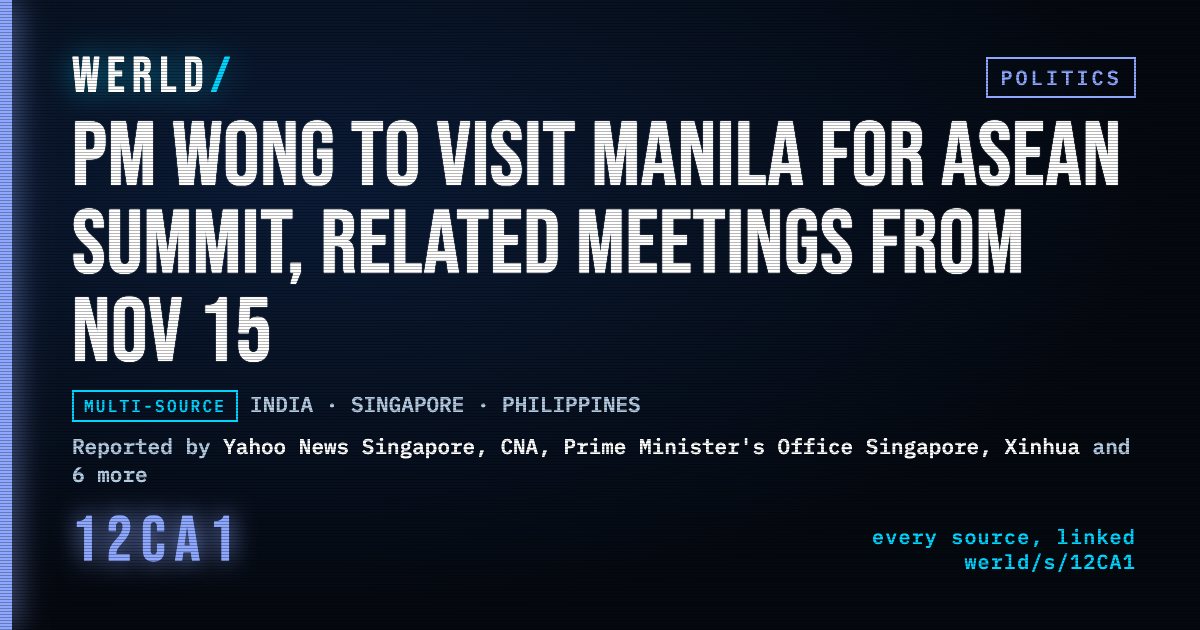 WERLD/
POLITICS
PM WONG TO VISIT MANILA FOR ASEAN
SUMMIT, RELATED MEETINGS FROM
NOV 15
MULTI-SOURCE INDIA · SINGAPORE · PHILIPPINES
Reported by Yahoo News Singapore, CNA, Prime Minister's Office Singapore, Xinhua and
6 more
12CA1
every source, linked
werld/s/12CA1